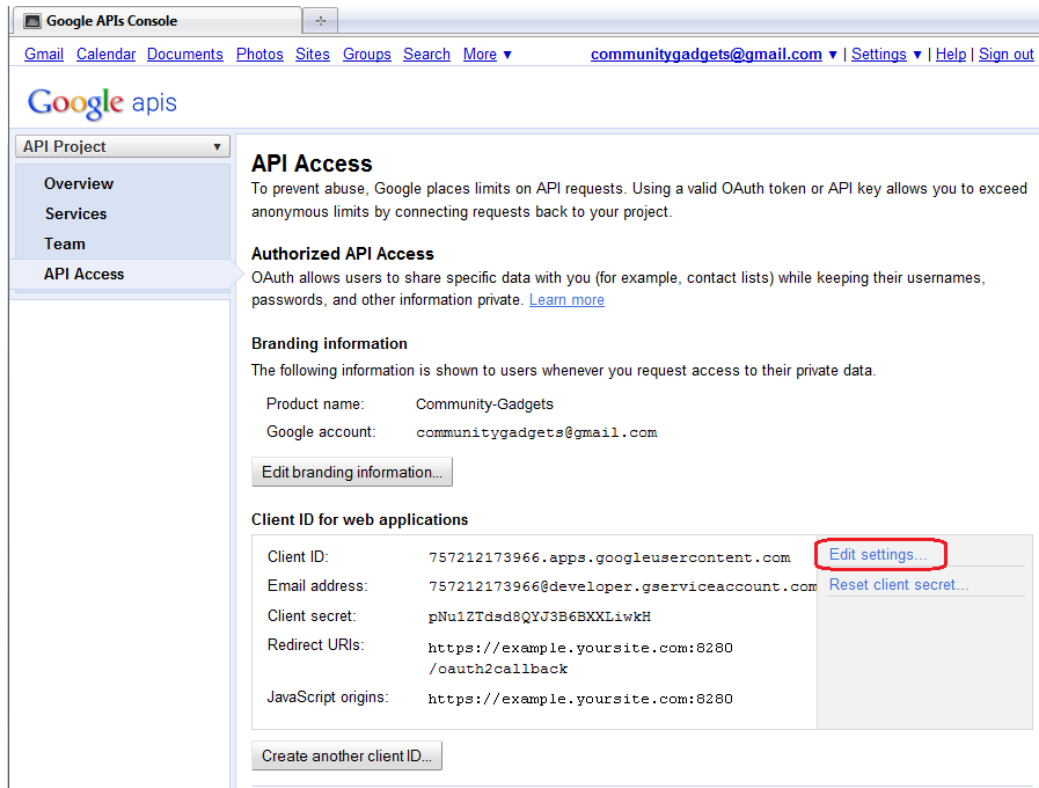 Google APIs Console
Gmail Calendar Documents Photos Sites Groups Search More ▼ communitygadgets@gmail.com ▼ | Settings ▼ | Help | Sign out
Google apis
API Project ▼
Overview
Services
Team
API Access
API Access
To prevent abuse, Google places limits on API requests. Using a valid OAuth token or API key allows you to exceed
anonymous limits by connecting requests back to your project.
Authorized API Access
OAuth allows users to share specific data with you (for example, contact lists) while keeping their usernames,
passwords, and other information private. Learn more
Branding information
The following information is shown to users whenever you request access to their private data.
Product name: Community-Gadgets
Google account: communitygadgets@gmail.com
Edit branding information...
Client ID for web applications
Client ID: 757212173966.apps.googleusercontent.com
Edit settings...
Email address: 757212173966@developer.gserviceaccount.com
Reset client secret...
Client secret: pNu1ZTdsd8QYJ3B6BXXLiwkH
Redirect URIs: https://example.yoursite.com:8280
/oauth2callback
JavaScript origins: https://example.yoursite.com:8280
Create another client ID...